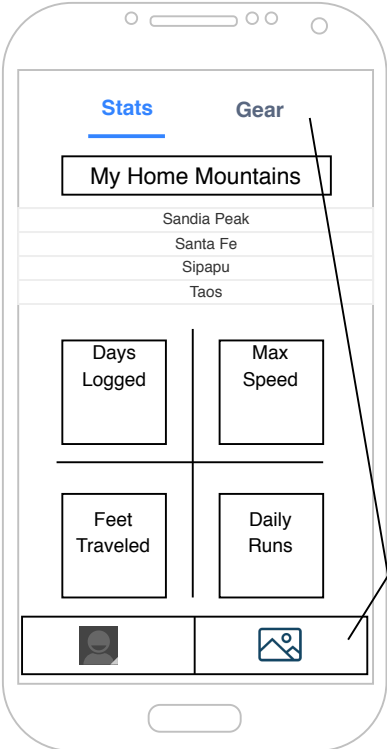 Stats Gear
My Home Mountains
Sandia Peak
Santa Fe
Sipapu
Taos
Days
Logged
Max
Speed
Feet
Traveled
Daily
Runs